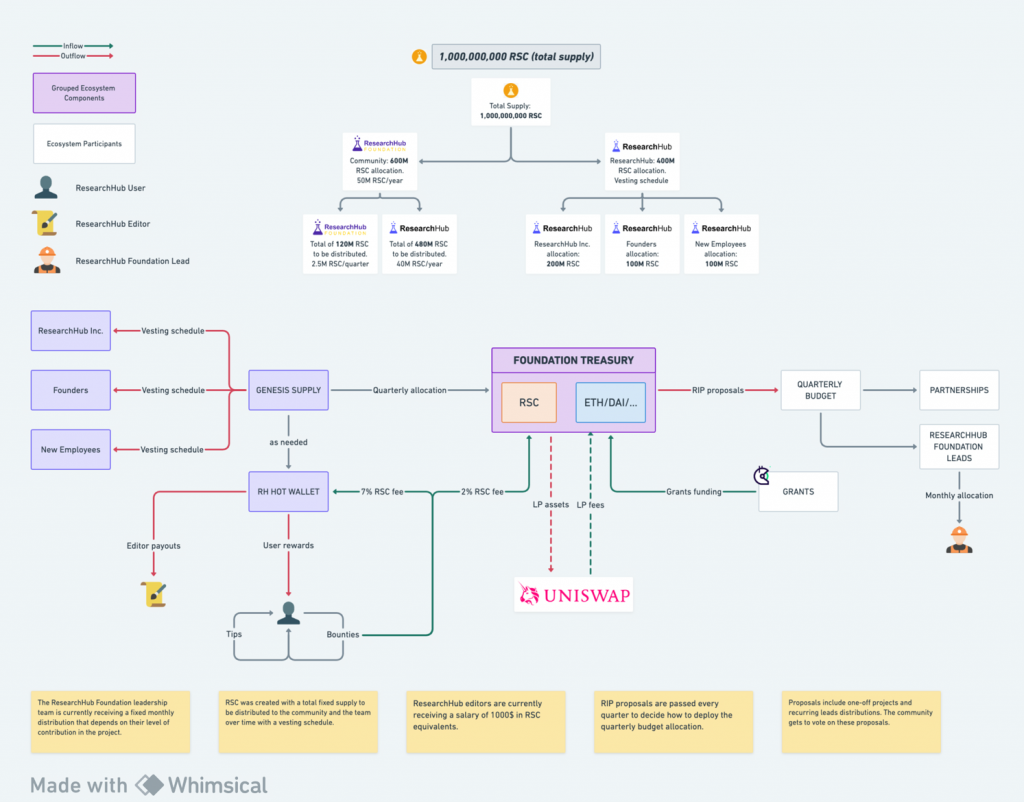 Inflow
Outflow
Grouped Ecosystem
Components
Ecosystem Participants
ResearchHub User
ResearchHub Editor
ResearchHub Foundation Lead
1,000,000,000 RSC (total supply)
Total Supply:
1,000,000,000 RSC
ResearchHub
FOUNDATION
Community: 600M
RSC allocation.
50M RSC/year
ResearchHub
ResearchHub: 400M
RSC allocation.
Vesting schedule
ResearchHub
FOUNDATION
Total of 120M RSC
to be distributed.
2.5M RSC/quarter
ResearchHub
Total of 480M RSC
to be distributed.
40M RSC/year
ResearchHub
ResearchHub Inc.
allocation:
200M RSC
ResearchHub
Founders
allocation:
100M RSC
ResearchHub
New Employees
allocation:
100M RSC
ResearchHub Inc.
Vesting schedule
Founders
Vesting schedule
New Employees
Vesting schedule
GENESIS SUPPLY
Quarterly allocation
FOUNDATION TREASURY
RSC
ETH/DAI/...
RIP proposals
QUARTERLY
BUDGET
PARTNERSHIPS
RESEARCHHUB
FOUNDATION
LEADS
Monthly allocation
as needed
RH HOT WALLET
7% RSC fee
2% RSC fee
LP assets
LP fees
Grants funding
GRANTS
Editor payouts
User rewards
Tips
Bounties
UNISWAP
The ResearchHub Foundation leadership
team is currently receiving a fixed monthly
distribution that depends on their level of
contribution in the project.
RSC was created with a total fixed supply to
be distributed to the community and the team
over time with a vesting schedule.
ResearchHub editors are currently
receiving a salary of 1000$ in RSC
equivalents.
RIP proposals are passed every
quarter to decide how to deploy the
quarterly budget allocation.
Proposals include one-off projects and
recurring leads distributions. The community
gets to vote on these proposals.
Made with Whimsical